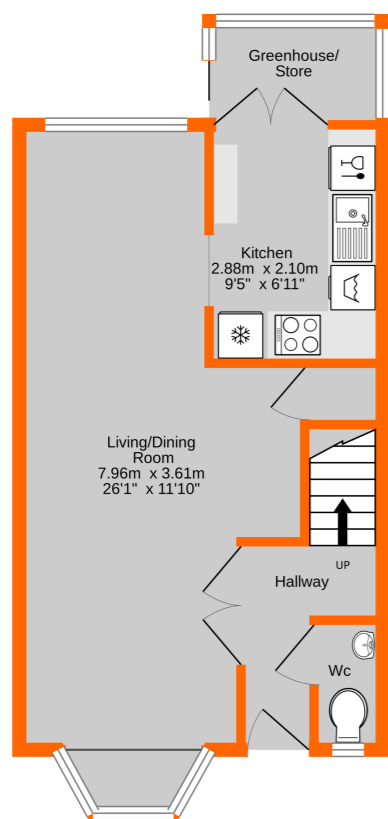 Greenhouse/
Store
Kitchen
2.88m x 2.10m
9'5" x 6'11"
Living/Dining
Room
7.96m x 3.61m
26'1" x 11'10"
UP
Hallway
Wc